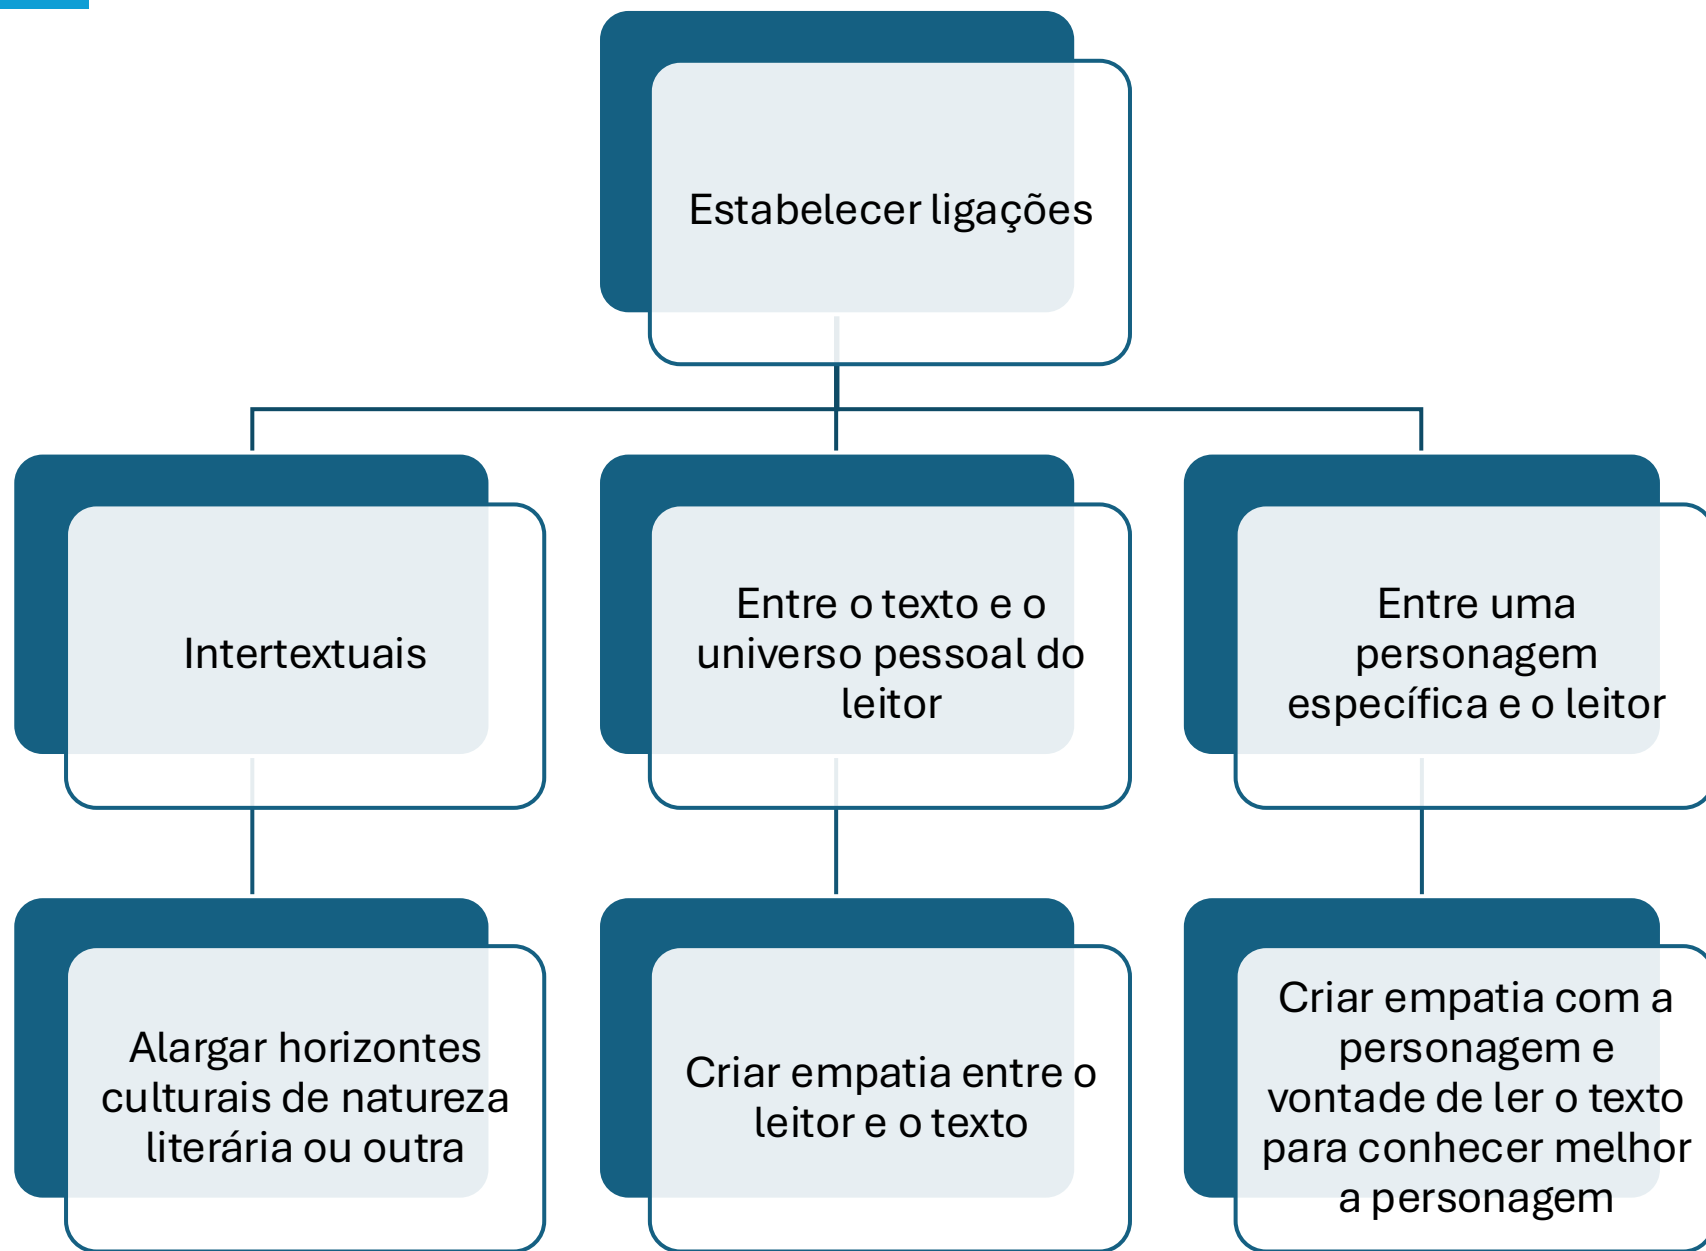 Estabelecer ligações
Intertextuais
Entre o texto e o
universo pessoal do
leitor
Entre uma
personagem
específica e o leitor
Alargar horizontes
culturais de natureza
literária ou outra
Criar empatia entre o
leitor e o texto
Criar empatia com a
personagem e
vontade de ler o texto
para conhecer melhor
a personagem